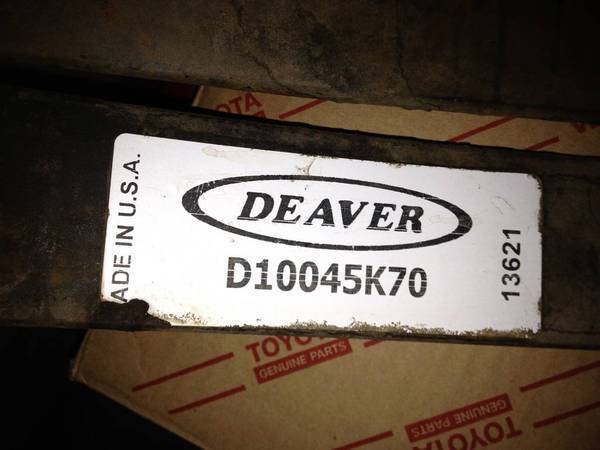 TOYOTA
ADE IN U.S.A.
DEAVER
D10045K70
13621
TOYOTA
GENUINE PARTS
TOYOTA
GENUINE PARTS